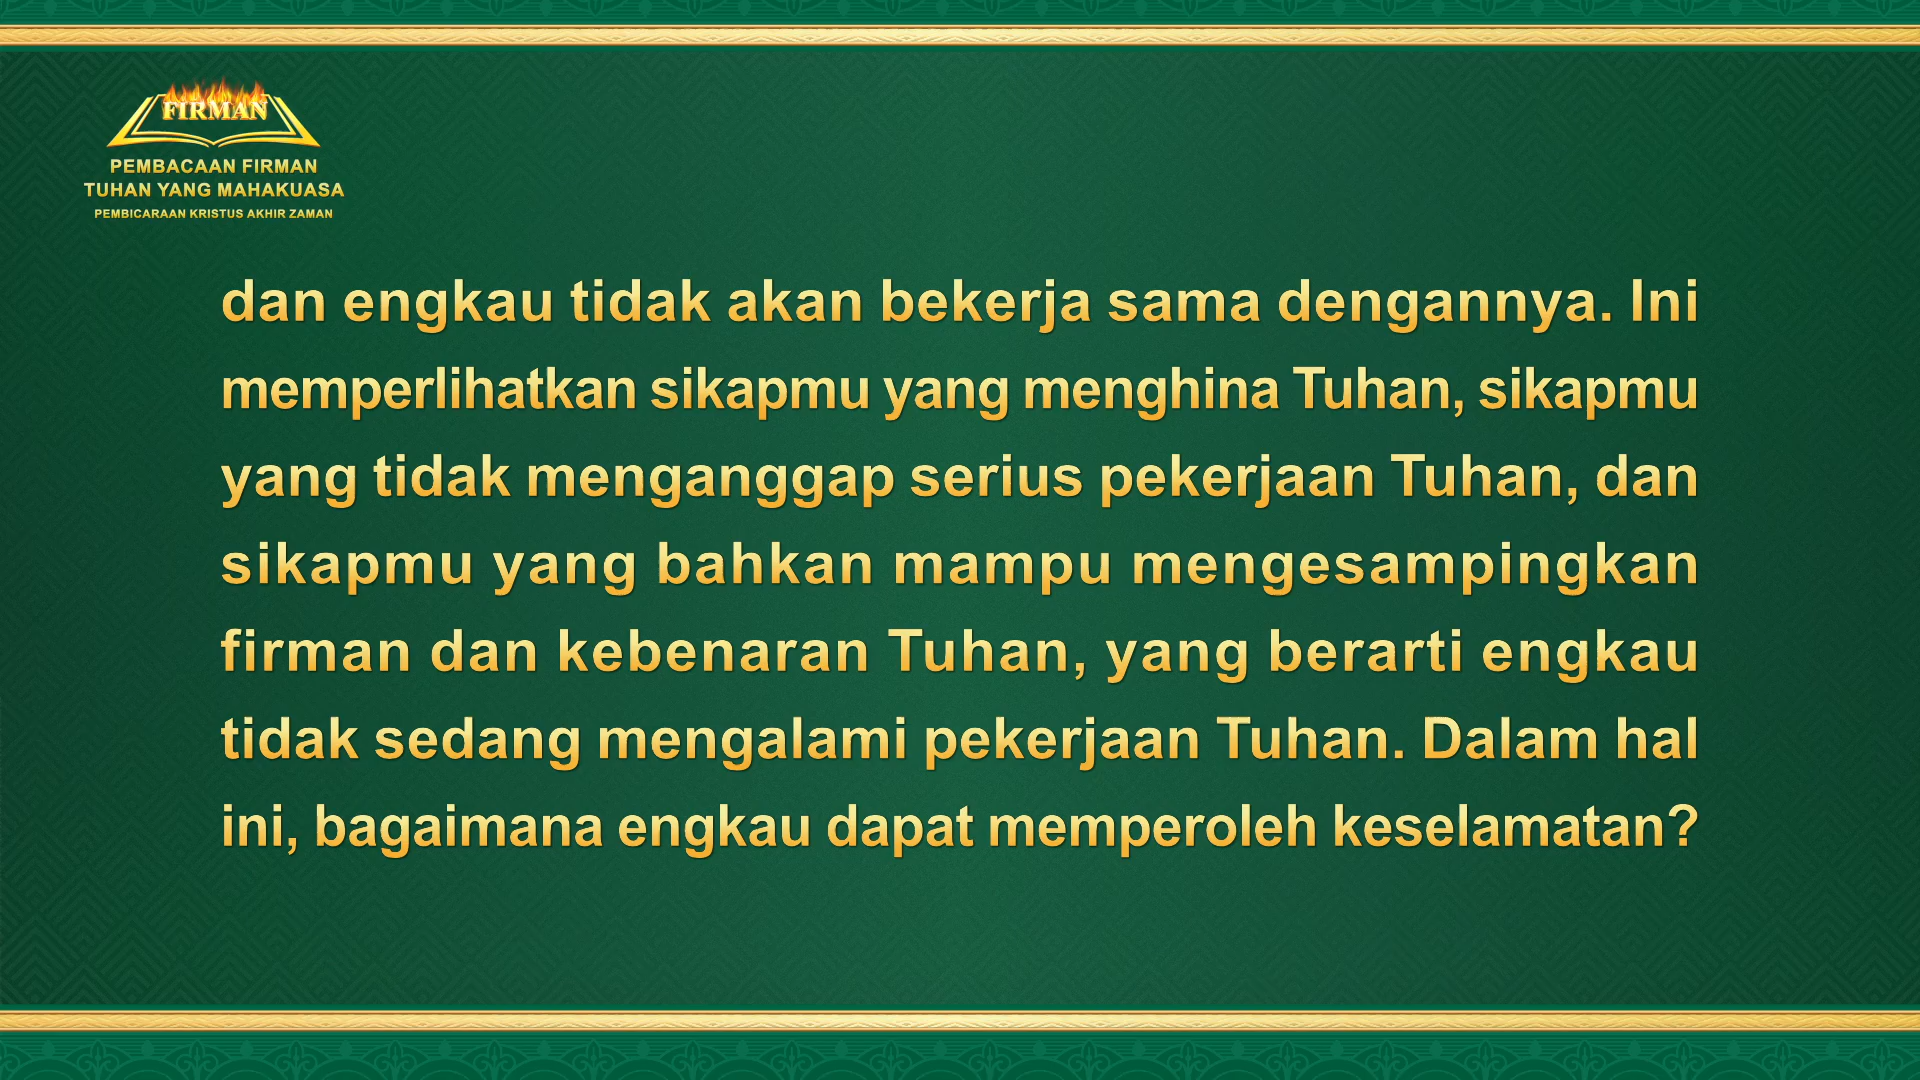 FIRMAN
PEMBACAAN FIRMAN
TUHAN YANG MAHAKUASA
PEMBICARAAN KRISTUS AKHIR ZAMAN
dan engkau tidak akan bekerja sama dengannya. Ini
memperlihatkan sikapmu yang menghina Tuhan, sikapmu
yang tidak menganggap serius pekerjaan Tuhan, dan
sikapmu yang bahkan mampu mengesampingkan
firman dan kebenaran Tuhan, yang berarti engkau
tidak sedang mengalami pekerjaan Tuhan. Dalam hal
ini, bagaimana engkau dapat memperoleh keselamatan?